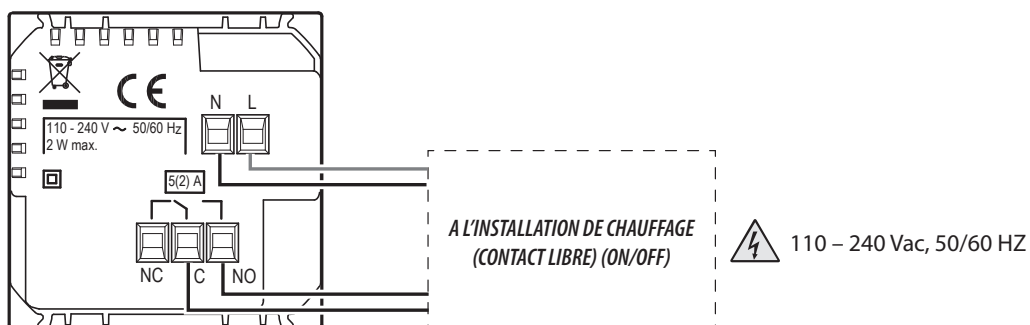 CE
N L
110 - 240 V ~ 50/60 Hz
2 W max.
5(2) A
NC C NO
A L'INSTALLATION DE CHAUFFAGE
(CONTACT LIBRE) (ON/OFF)
110 – 240 Vac, 50/60 HZ